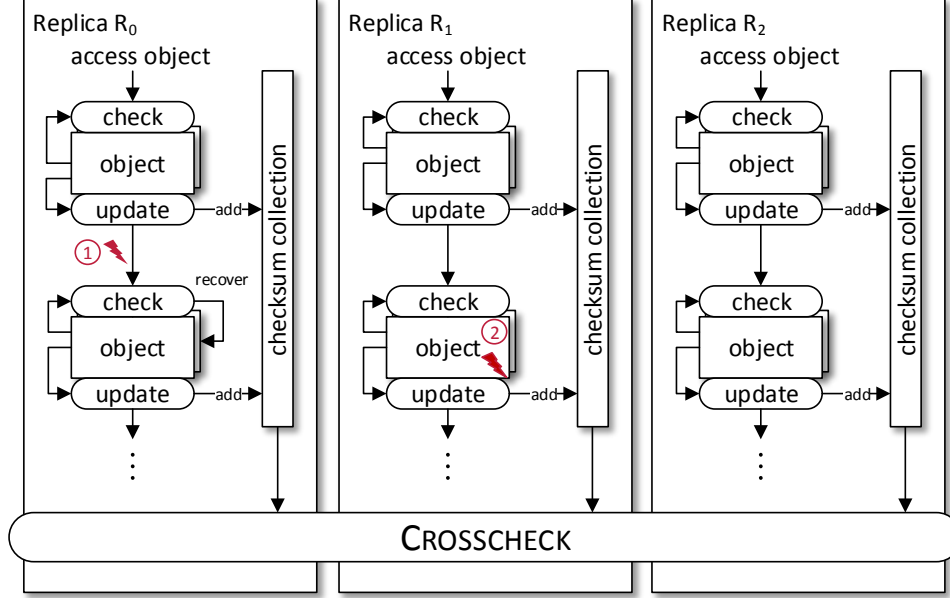 Replica R0
access object
check
object
update
add
1
recover
check
object
update
add
checksum collection
Replica R1
access object
check
object
update
add
check
2
object
update
add
checksum collection
Replica R2
access object
check
object
update
add
check
object
update
add
checksum collection
CROSSCHECK